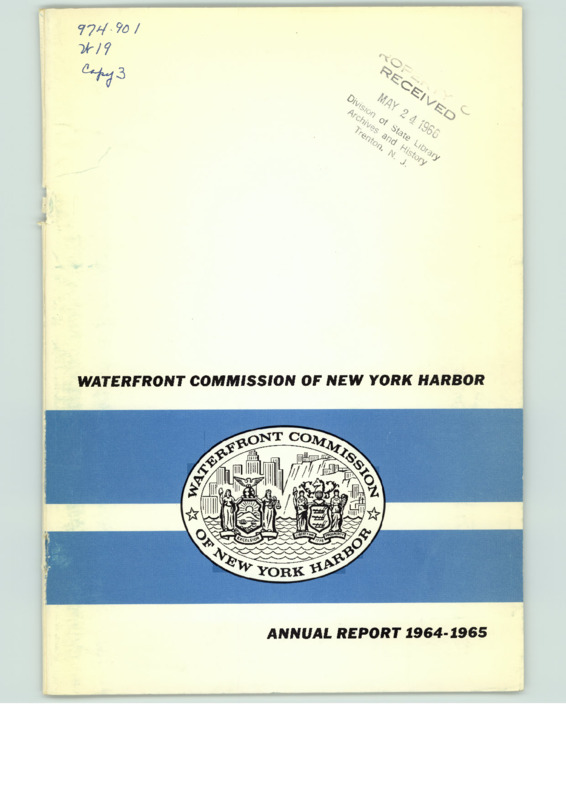 974.901
W19
Copy 3
RECEIVED
MAY 24 1966
Division of State Library
Archives and History
Trenton, N. J.
WATERFRONT COMMISSION OF NEW YORK HARBOR
WATERFRONT COMMISSION
EXCELSIOR
OF NEW YORK HARBOR
ANNUAL REPORT 1964-1965